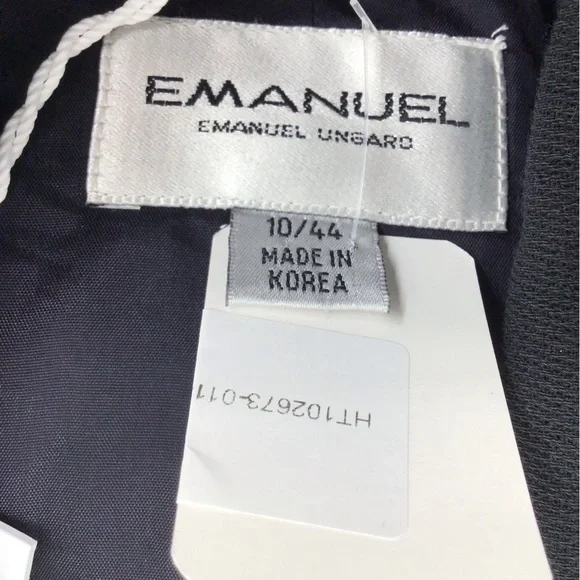 EMANUEL
EMANUEL UNGARO
10/44
MADE IN
KOREA
HT102673-011